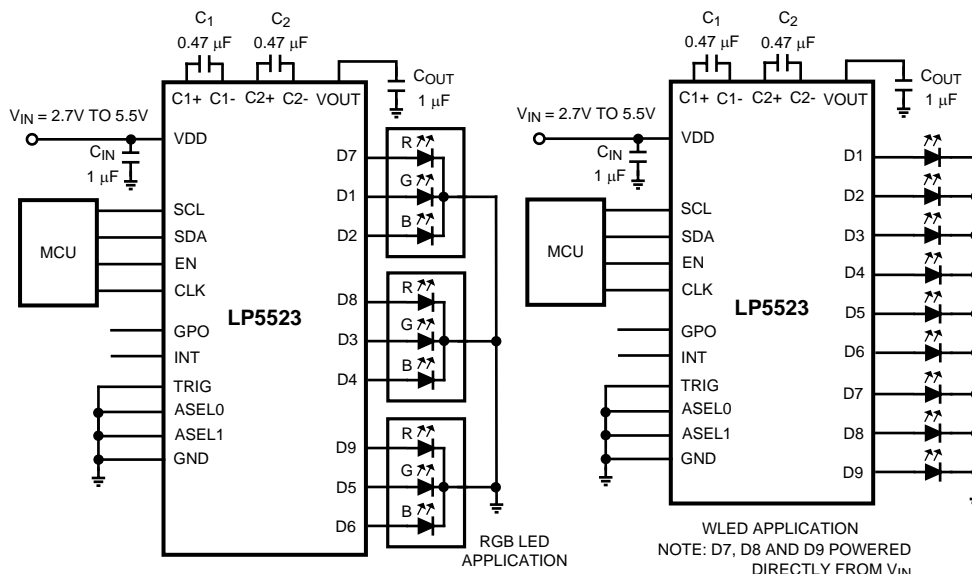 C1 C2
0.47 µF 0.47 µF
COUT
1 µF
C1+ C1- C2+ C2- VOUT
VIN = 2.7V TO 5.5V
VDD
CIN
1 µF
MCU
SCL
SDA
EN
CLK
LP5523
GPO
INT
TRIG
ASEL0
ASEL1
GND
D7 R
D1 G
D2 B
D8 R
D3 G
D4 B
D9 R
D5 G
D6 B
RGB LED
APPLICATION
C1 C2
0.47 µF 0.47 µF
COUT
1 µF
C1+ C1- C2+ C2- VOUT
VIN = 2.7V TO 5.5V
VDD
CIN
1 µF
MCU
SCL
SDA
EN
CLK
LP5523
GPO
INT
TRIG
ASEL0
ASEL1
GND
D1
D2
D3
D4
D5
D6
D7
D8
D9
WLED APPLICATION
NOTE: D7, D8 AND D9 POWERED
DIRECTLY FROM VIN